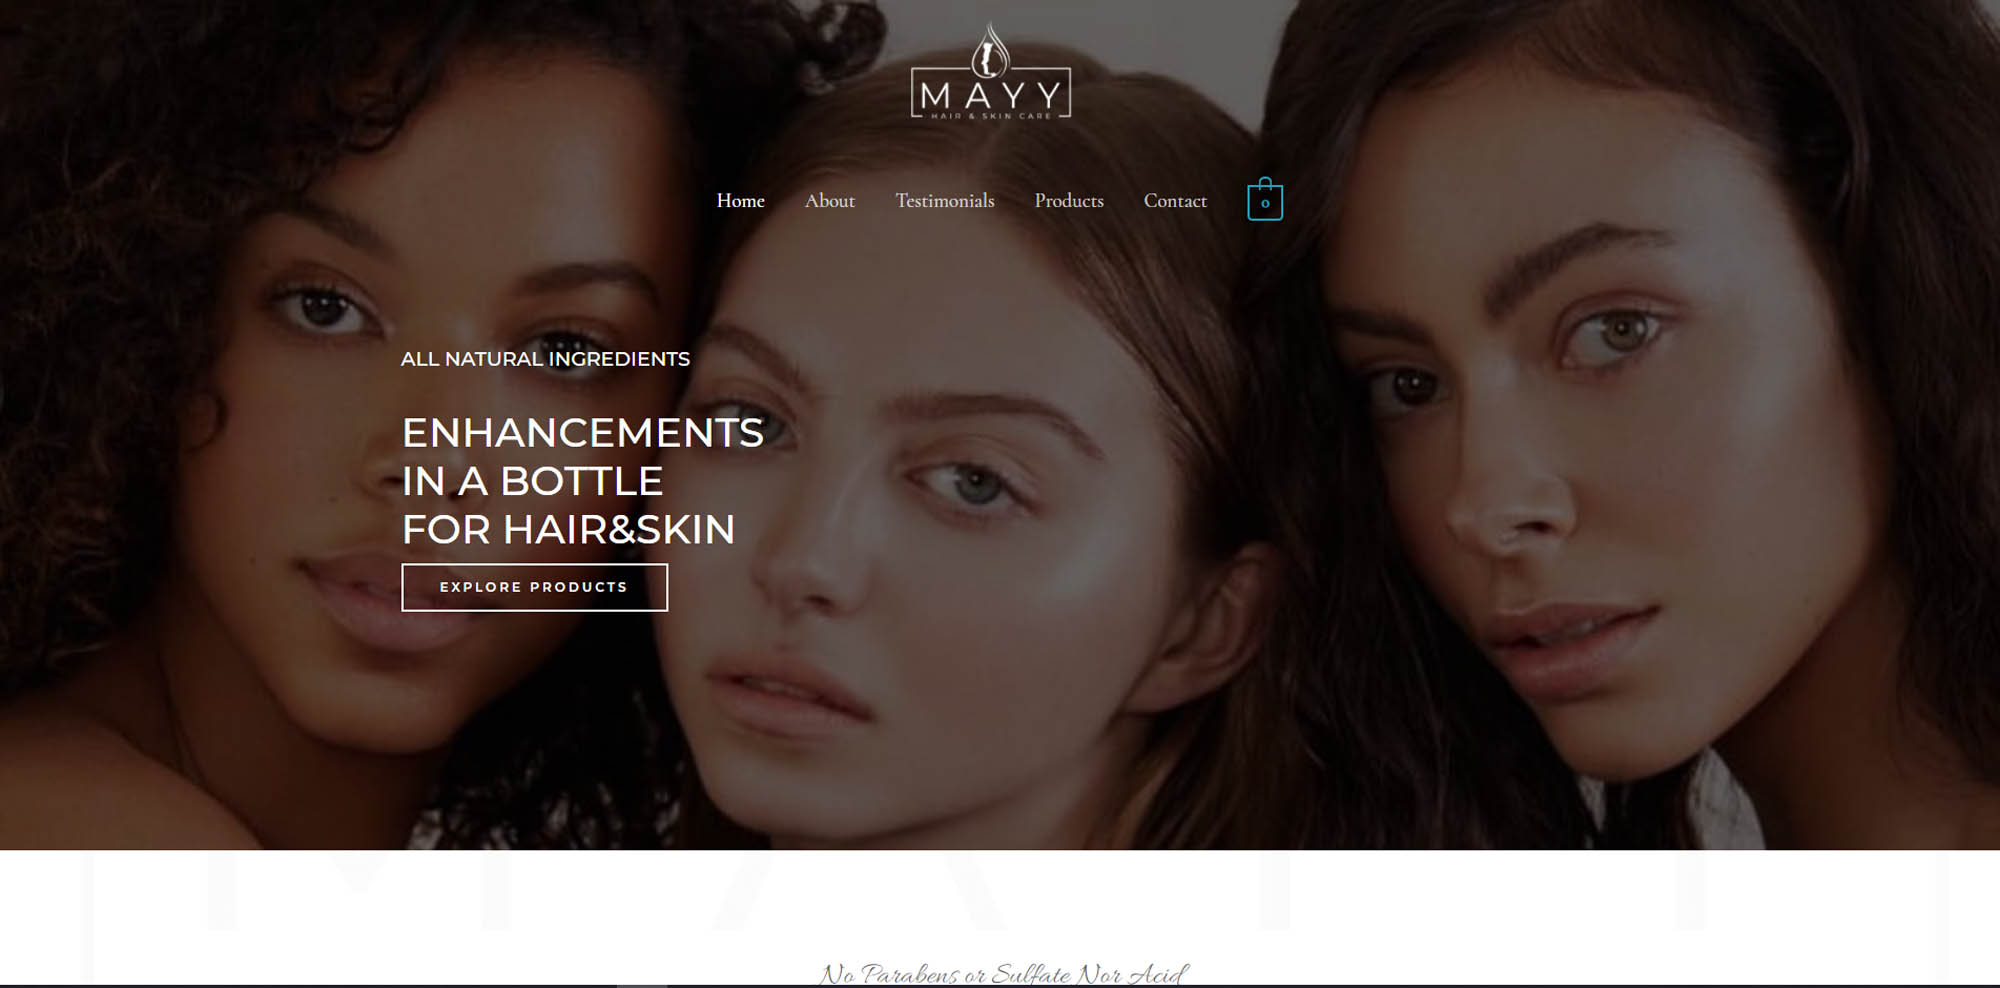 MAYY
HAIR & SKIN CARE
Home About Testimonials Products Contact 0
ALL NATURAL INGREDIENTS
ENHANCEMENTS
IN A BOTTLE
FOR HAIR&SKIN
EXPLORE PRODUCTS
No Parabens or Sulfate Nor Acid